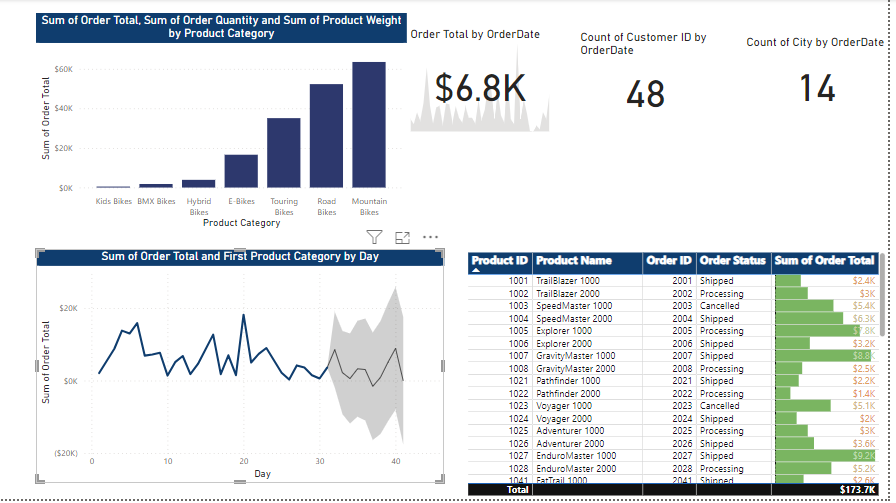 Sum of Order Total, Sum of Order Quantity and Sum of Product Weight
by Product Category
Sum of Order Total
$60K
$40K
$20K
$0K
Kids Bikes BMX Bikes Hybrid Bikes E-Bikes Touring Bikes Road Bikes Mountain Bikes
Product Category
Order Total by OrderDate
$6.8K
Count of Customer ID by
OrderDate
48
Count of City by OrderDate
14
Sum of Order Total and First Product Category by Day
Sum of Order Total
$20K
$0K
($20K)
0 10 20 30 40
Day
Product ID Product Name Order ID Order Status Sum of Order Total
1001 TrailBlazer 1000 2001 Shipped $2.4K
1002 TrailBlazer 2000 2002 Processing $3K
1003 SpeedMaster 1000 2003 Cancelled $5.4K
1004 SpeedMaster 2000 2004 Shipped $6.3K
1005 Explorer 1000 2005 Processing $7.8K
1006 Explorer 2000 2006 Shipped $3.2K
1007 GravityMaster 1000 2007 Shipped $8.8K
1008 GravityMaster 2000 2008 Processing $2.5K
1021 Pathfinder 1000 2021 Shipped $2.2K
1022 Pathfinder 2000 2022 Processing $1.4K
1023 Voyager 1000 2023 Cancelled $5.1K
1024 Voyager 2000 2024 Shipped $2K
1025 Adventurer 1000 2025 Processing $3K
1026 Adventurer 2000 2026 Shipped $3.6K
1027 EnduroMaster 1000 2027 Shipped $9.2K
1028 EnduroMaster 2000 2028 Processing $5.2K
1041 FatTrail 1000 2041 Shipped $2.6K
Total $173.7K